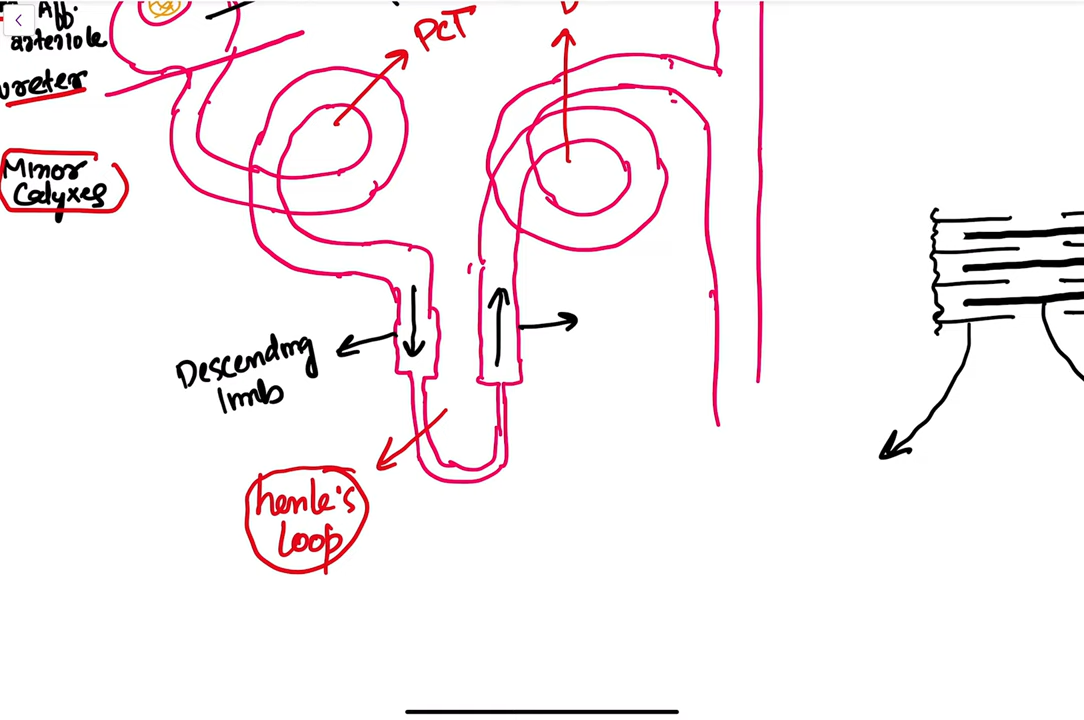 Aff.
arteriole
ureter
Minor
Calyxes
PCT
D
Descending
limb
henle's
loop